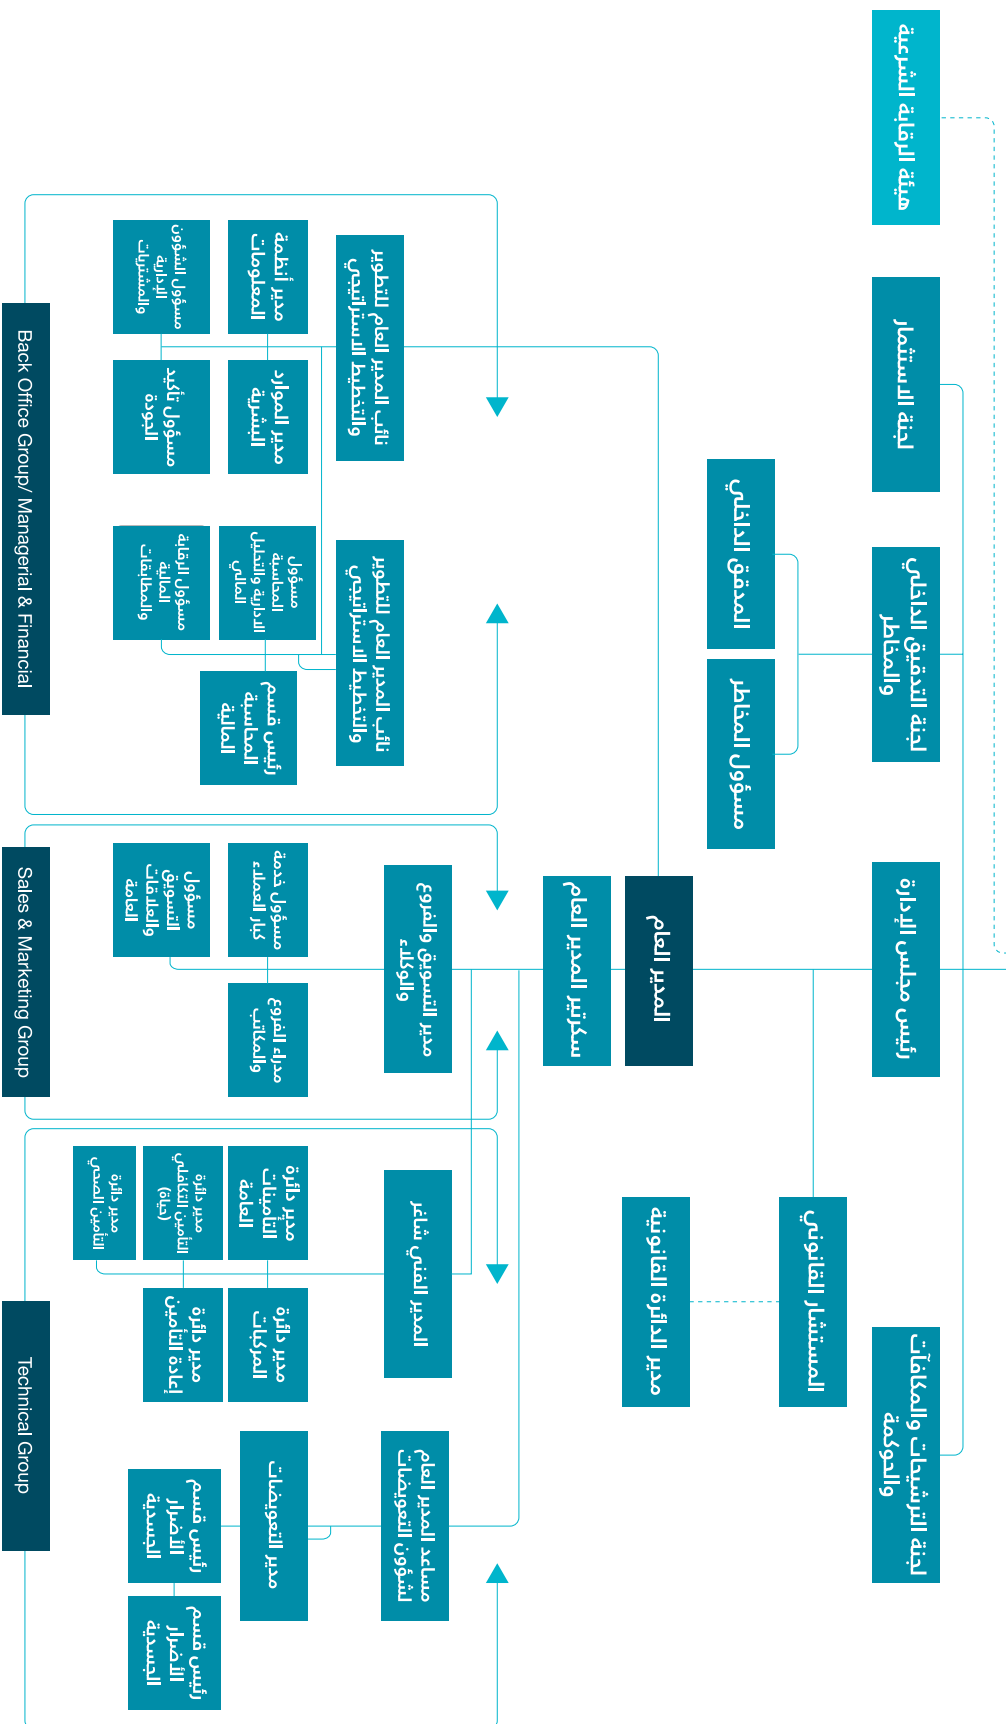 هيئة الرقابة الشرعية
لجنة الاستثمار
لجنة التدقيق الداخلي
والمخاطر
رئيس مجلس الإدارة
لجنة الترشيحات والمكافآت
والحوكمة
المدقق الداخلي
مسؤول المخاطر
المستشار القانوني
مدير الدائرة القانونية
المدير العام
سكرتير المدير العام
نائب المدير العام للتطوير
والتخطيط الاستراتيجي
مدير أنظمة
المعلومات
مدير الموارد
البشرية
مسؤول الشؤون
الإدارية
والمشتريات
مسؤول تأكيد
الجودة
نائب المدير العام للتطوير
والتخطيط الاستراتيجي
مسؤول
المحاسبة
الادارية والتحليل
المالي
مسؤول الرقابة
المالية
والمطابقات
رئيس قسم
المحاسبة
المالية
Back Office Group/ Managerial & Financial
مدير التسويق والفروع
والوكلاء
مسؤول خدمة
كبار العملاء
مدراء الفروع
والمكاتب
مسؤول
التسويق
والعلاقات
العامة
Sales & Marketing Group
المدير الفني شاغر
مدير دائرة
التأمينات
العامة
مدير دائرة
التأمين التكافلي
(حياة)
مدير دائرة
التأمين الصحي
مدير دائرة
المركبات
مدير دائرة
إعادة التأمين
مساعد المدير العام
لشؤون التعويضات
مدير التعويضات
رئيس قسم
الأضرار
الجسدية
رئيس قسم
الأضرار
الجسدية
Technical Group